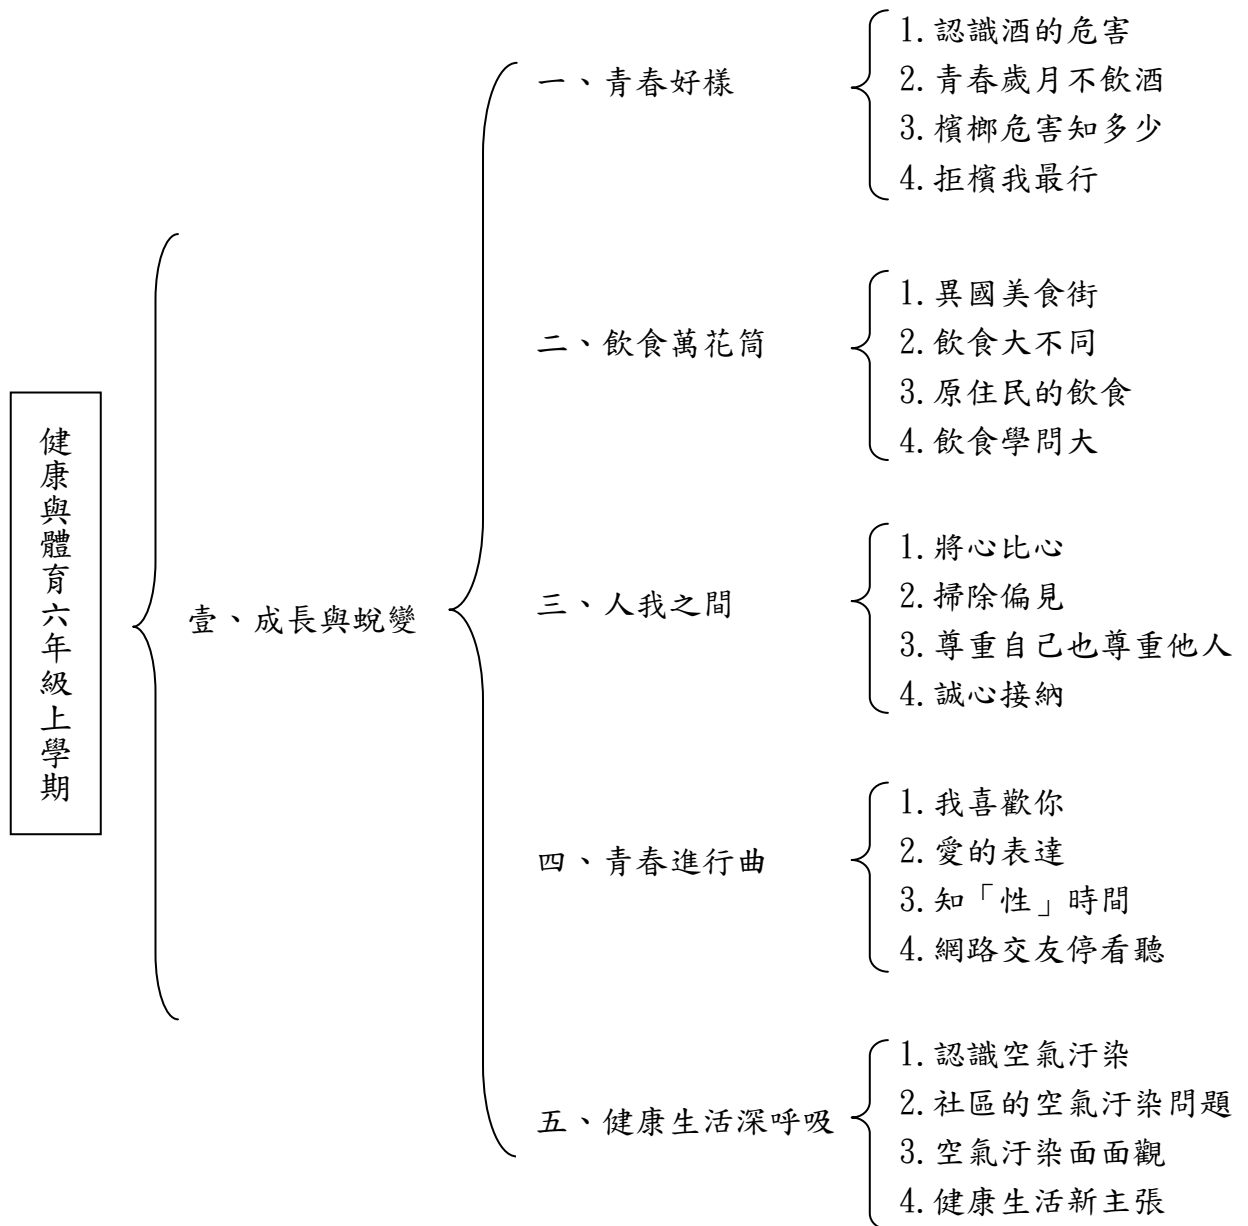 健康與體育六年級上學期
壹、成長與蛻變
一、青春好樣
1.認識酒的危害
2.青春歲月不飲酒
3.檳榔危害知多少
4.拒檳我最行
二、飲食萬花筒
1.異國美食街
2.飲食大不同
3.原住民的飲食
4.飲食學問大
三、人我之間
1.將心比心
2.掃除偏見
3.尊重自己也尊重他人
4.誠心接納
四、青春進行曲
1.我喜歡你
2.愛的表達
3.知「性」時間
4.網路交友停看聽
五、健康生活深呼吸
1.認識空氣汙染
2.社區的空氣汙染問題
3.空氣汙染面面觀
4.健康生活新主張